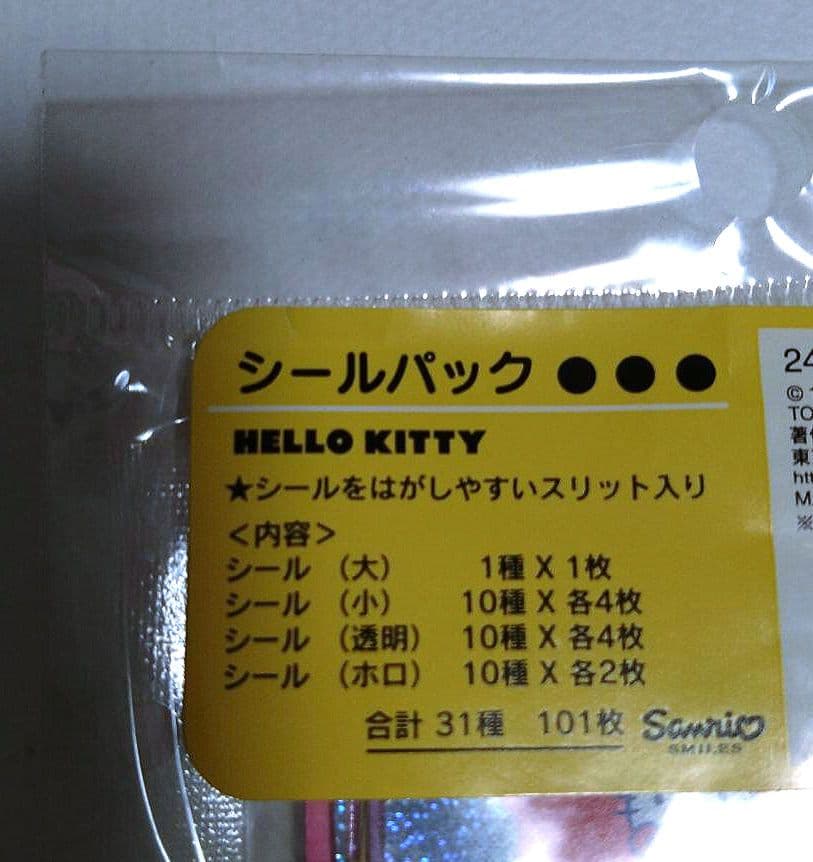 シールパック ●●●
HELLO KITTY
★シールをはがしやすいスリット入り
<内容>
シール (大) 1種 X 1枚
シール (小) 10種 X 各4枚
シール (透明) 10種 X 各4枚
シール (ホロ) 10種 X 各2枚
合計 31種 101枚
Sanrio
SMILES
24
©
TO
著
東
htt
M
※